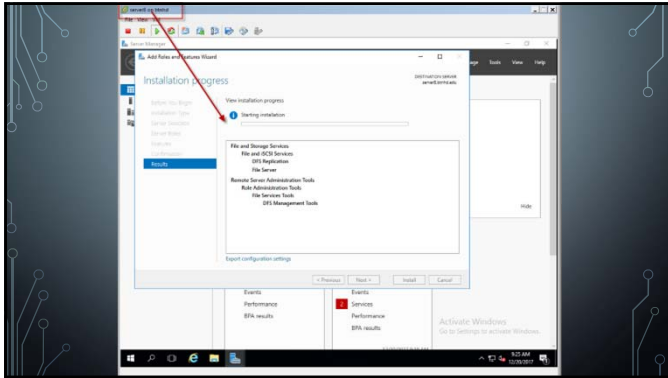 File View VM
Server Manager
Manage Tools View Help
Add Roles and Features Wizard
Installation progress
DESTINATION SERVER
Before You Begin
Installation Type
Server Selection
Server Roles
Features
Confirmation
Results
View installation progress
Starting installation
File and Storage Services
File and iSCSI Services
DFS Replication
File Server
Remote Server Administration Tools
Role Administration Tools
File Services Tools
DFS Management Tools
Export configuration settings
< Previous
Next >
Install
Cancel
Hide
Events
Performance
BPA results
Events
2 Services
Performance
BPA results
Activate Windows
Go to Settings to activate Windows.
9:25 AM
12/20/2017